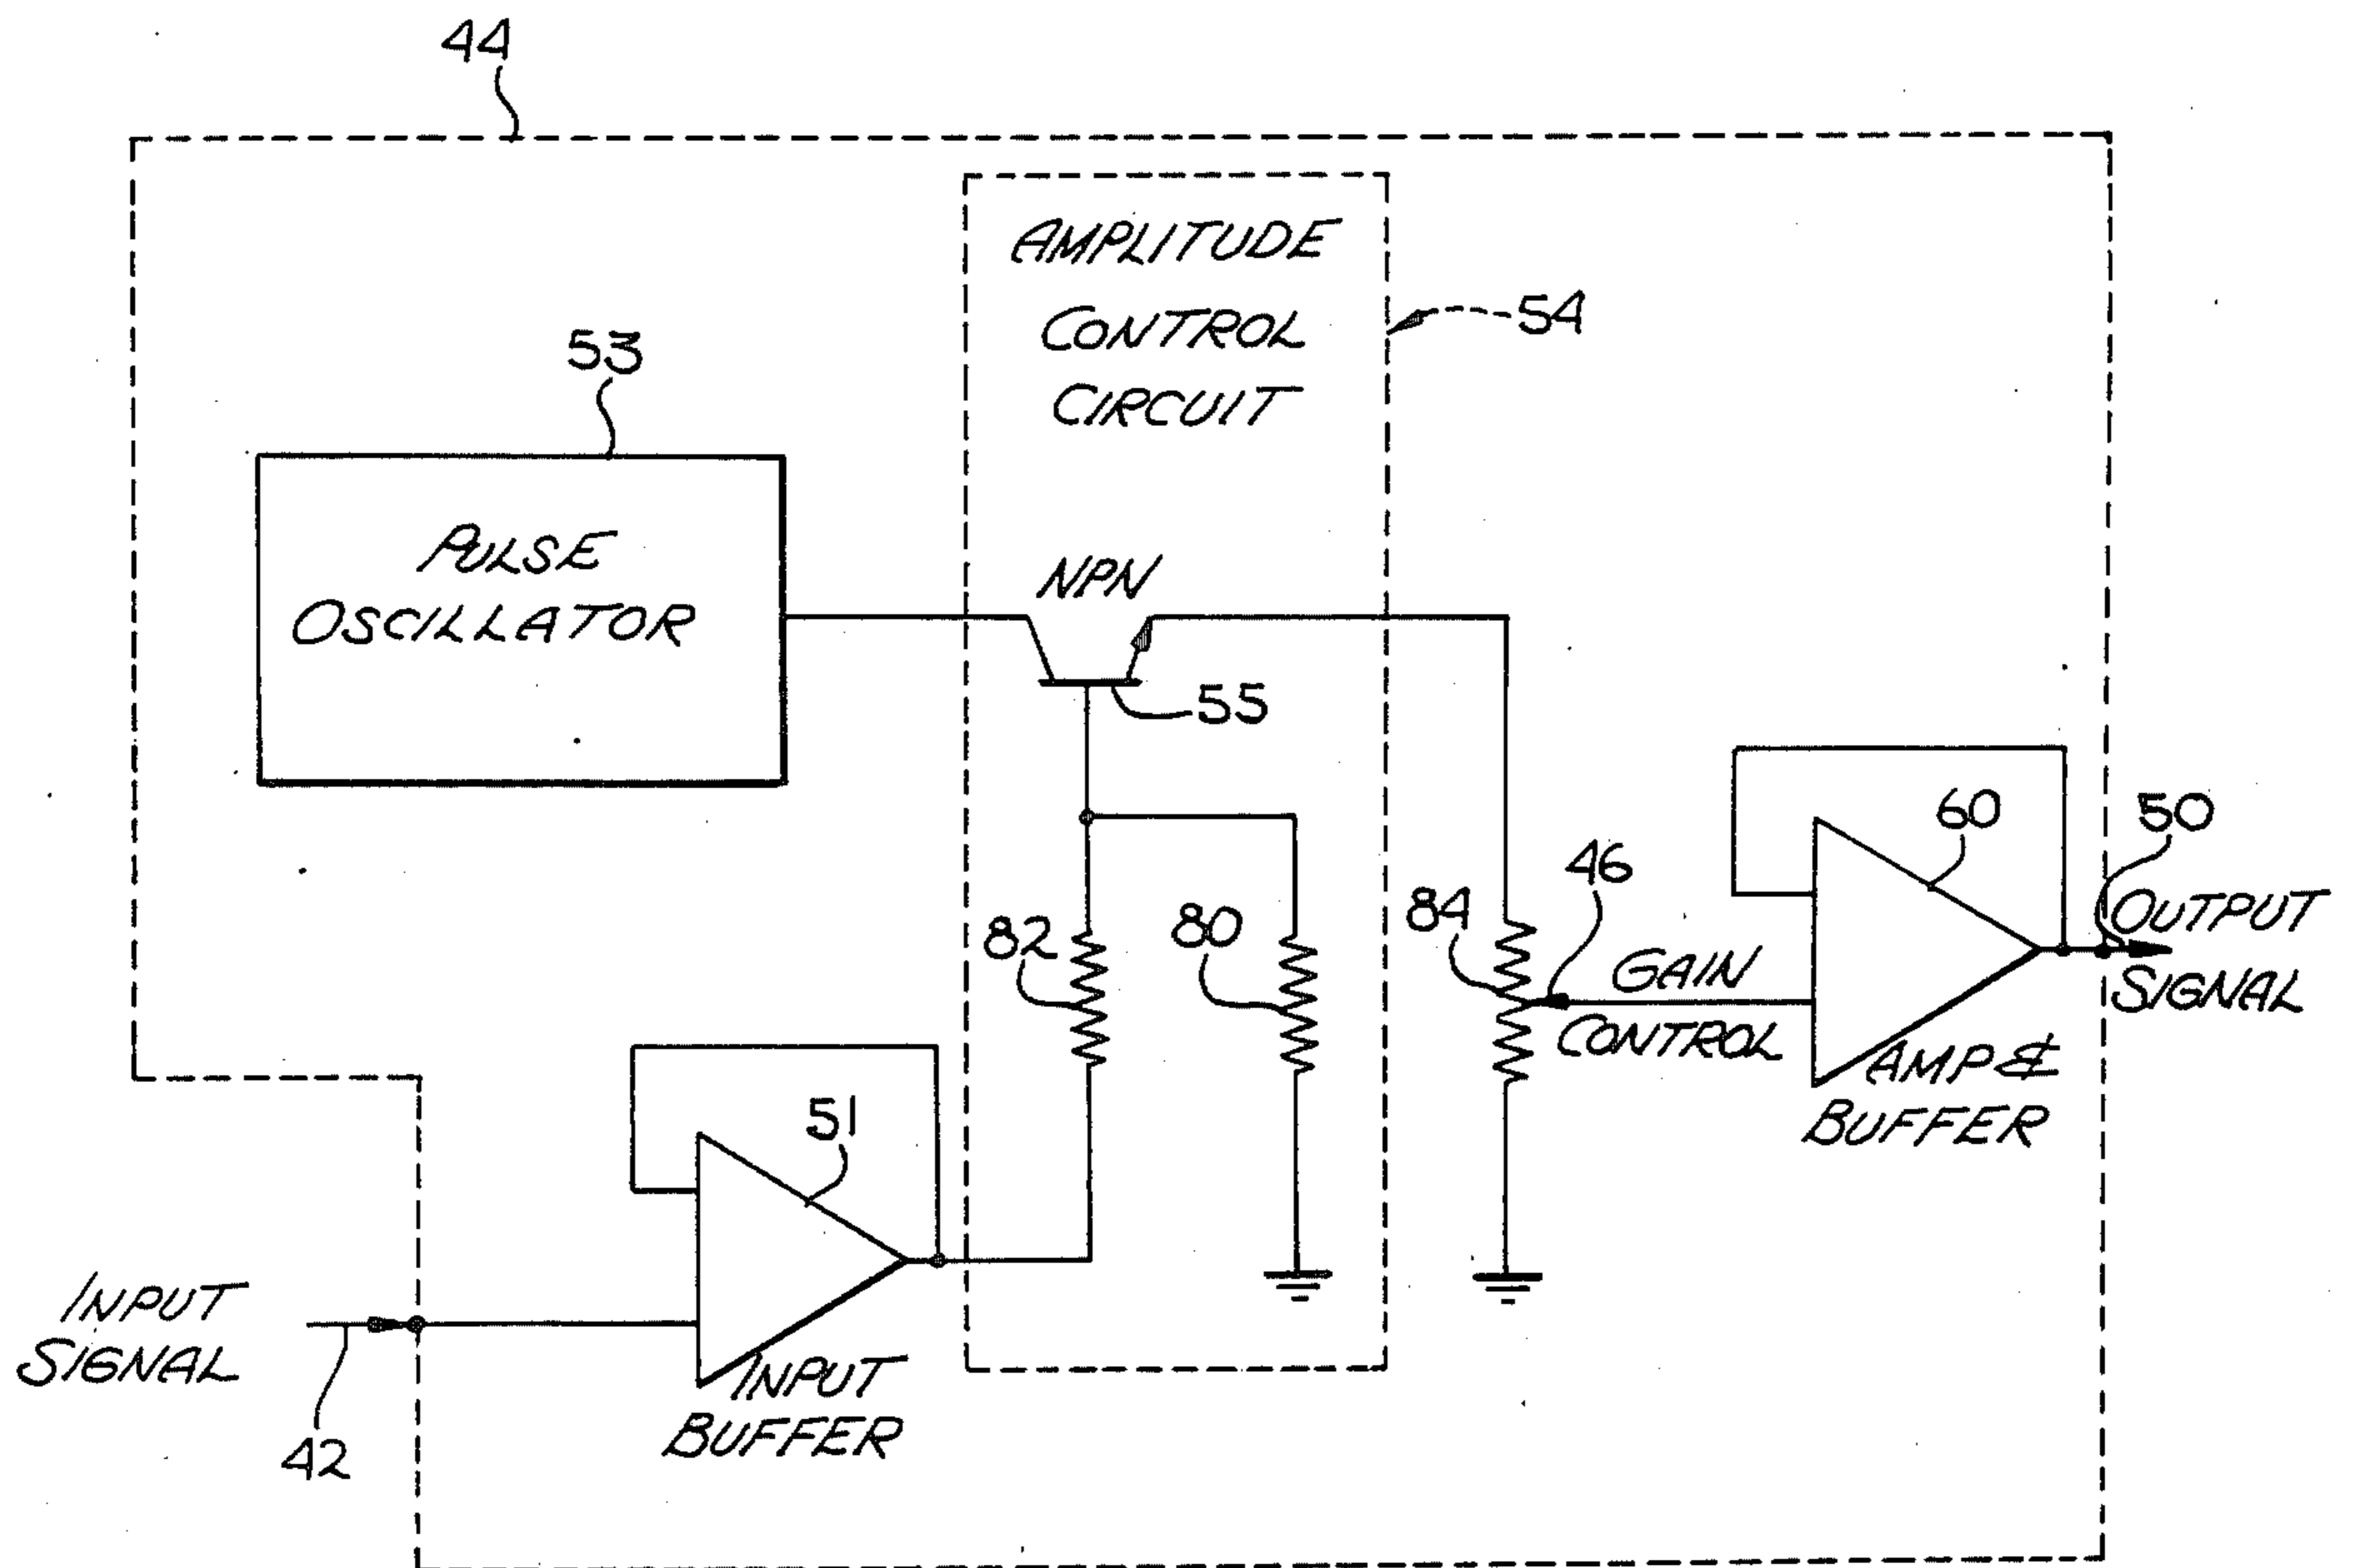 44
AMPLITUDE
CONTROL
CIRCUIT
54
53
PULSE
OSCILLATOR
NPN
55
60
50
OUTPUT
SIGNAL
46
84
GAIN
CONTROL
82
80
AMP &
BUFFER
51
INPUT
SIGNAL
42
INPUT
BUFFER